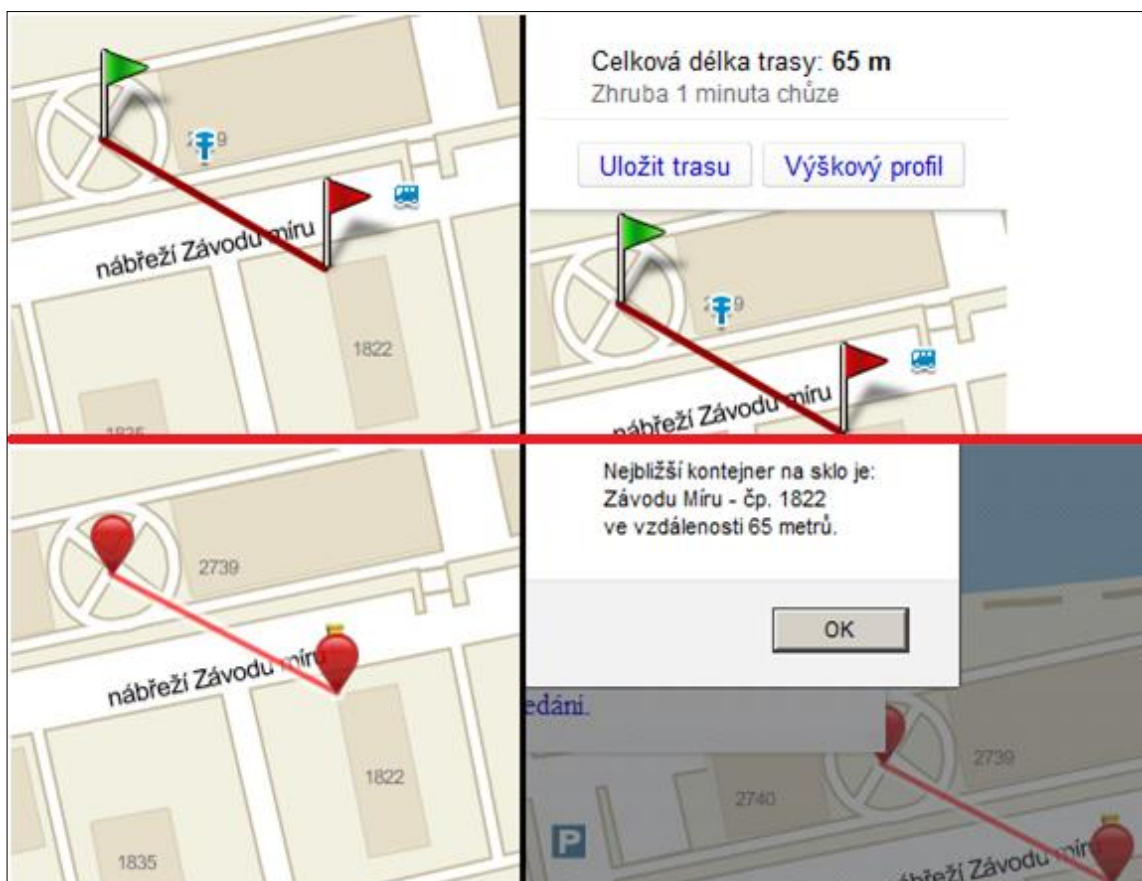 nábřeží Závodu míru
1822
Celková délka trasy: 65 m
Zhruba 1 minuta chůze
Uložit trasu
Výškový profil
nábřeží Závodu míru
2739
nábřeží Závodu míru
1822
1835
Nejbližší kontejner na sklo je:
Závodu Míru - čp. 1822
ve vzdálenosti 65 metrů.
OK
edání.
2739
2740
P
nábřeží Závodu míru